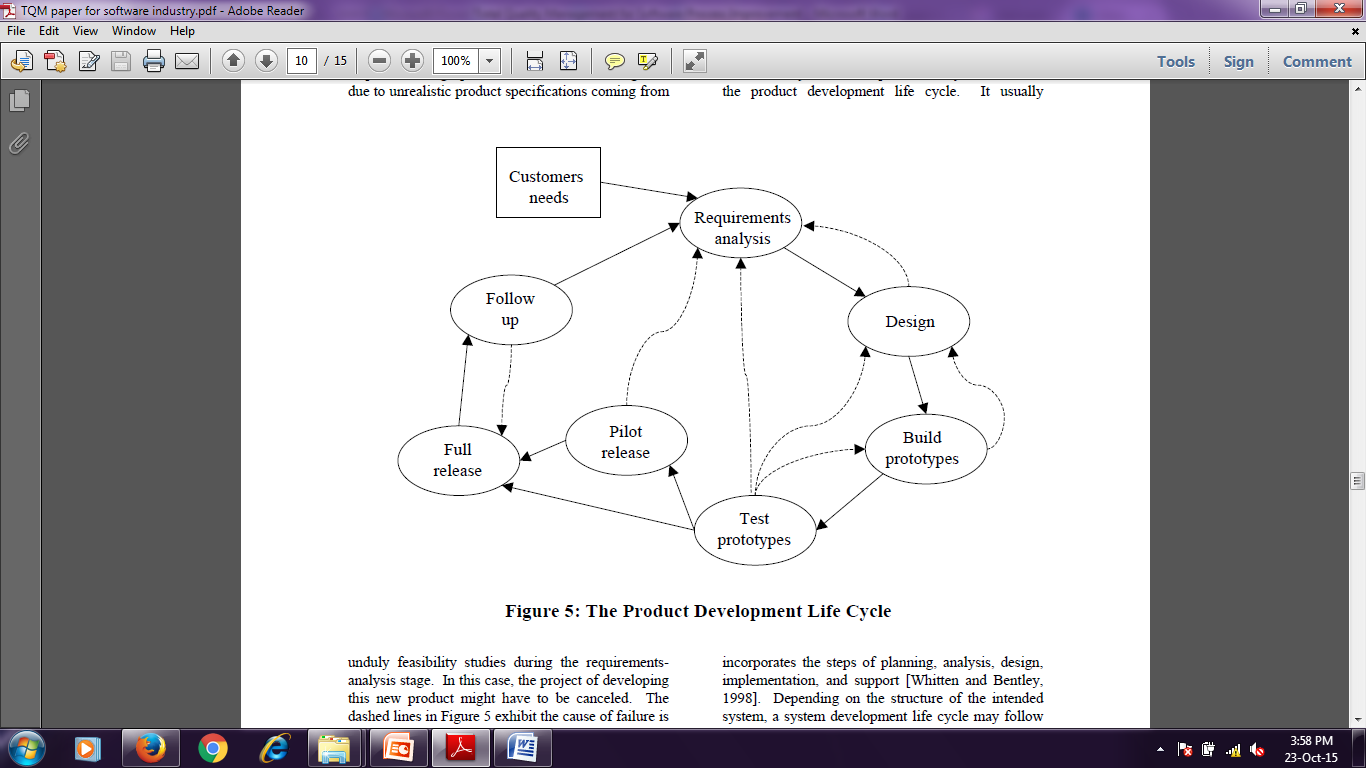 TQM paper for software industry.pdf - Adobe Reader
File Edit View Window Help
10 / 15 100% Tools Sign Comment
due to unrealistic product specifications coming from
the product development life cycle. It usually
Customers
needs
Requirements
analysis
Follow
up
Design
Pilot
release
Build
prototypes
Full
release
Test
prototypes
Figure 5: The Product Development Life Cycle
unduly feasibility studies during the requirements-
analysis stage. In this case, the project of developing
this new product might have to be canceled. The
dashed lines in Figure 5 exhibit the cause of failure is
incorporates the steps of planning, analysis, design,
implementation, and support [Whitten and Bentley,
1998]. Depending on the structure of the intended
system, a system development life cycle may follow
3:58 PM
23-Oct-15